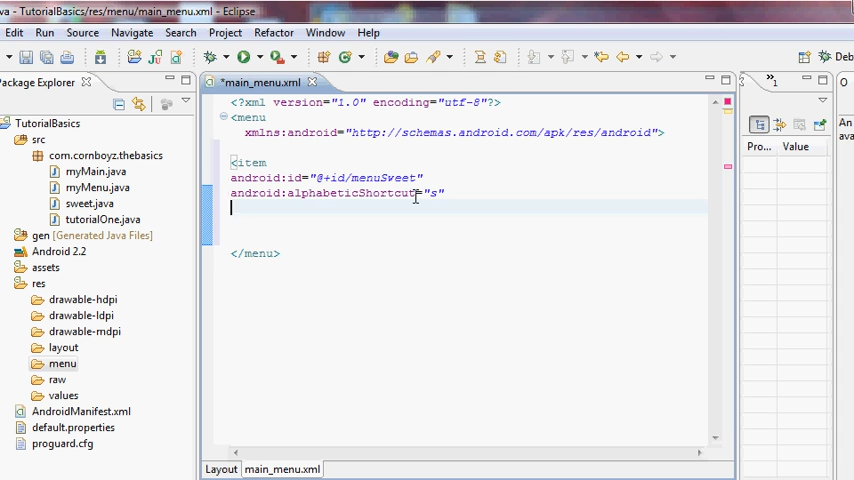 ava - TutorialBasics/res/menu/main_menu.xml - Eclipse
Edit Run Source Navigate Search Project Refactor Window Help
Debu
Package Explorer
*main_menu.xml
1
O
TutorialBasics
src
com.cornboyz.thebasics
myMain.java
myMenu.java
sweet.java
tutorialOne.java
gen [Generated Java Files]
Android 2.2
assets
res
drawable-hdpi
drawable-ldpi
drawable-mdpi
layout
menu
raw
values
AndroidManifest.xml
default.properties
proguard.cfg
<?xml version="1.0" encoding="utf-8"?>
<menu
xmlns:android="http://schemas.android.com/apk/res/android">
<item
android:id="@+id/menuSweet"
android:alphabeticShortcut="s"
</menu>
Layout main_menu.xml
Pro... Value
An
ava